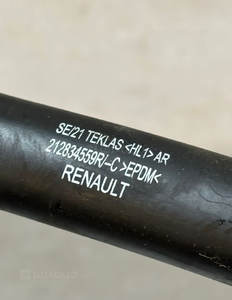 SE/21 TEKLAS <HL1> AR
212834559R/-C >EPDM<
RENAULT